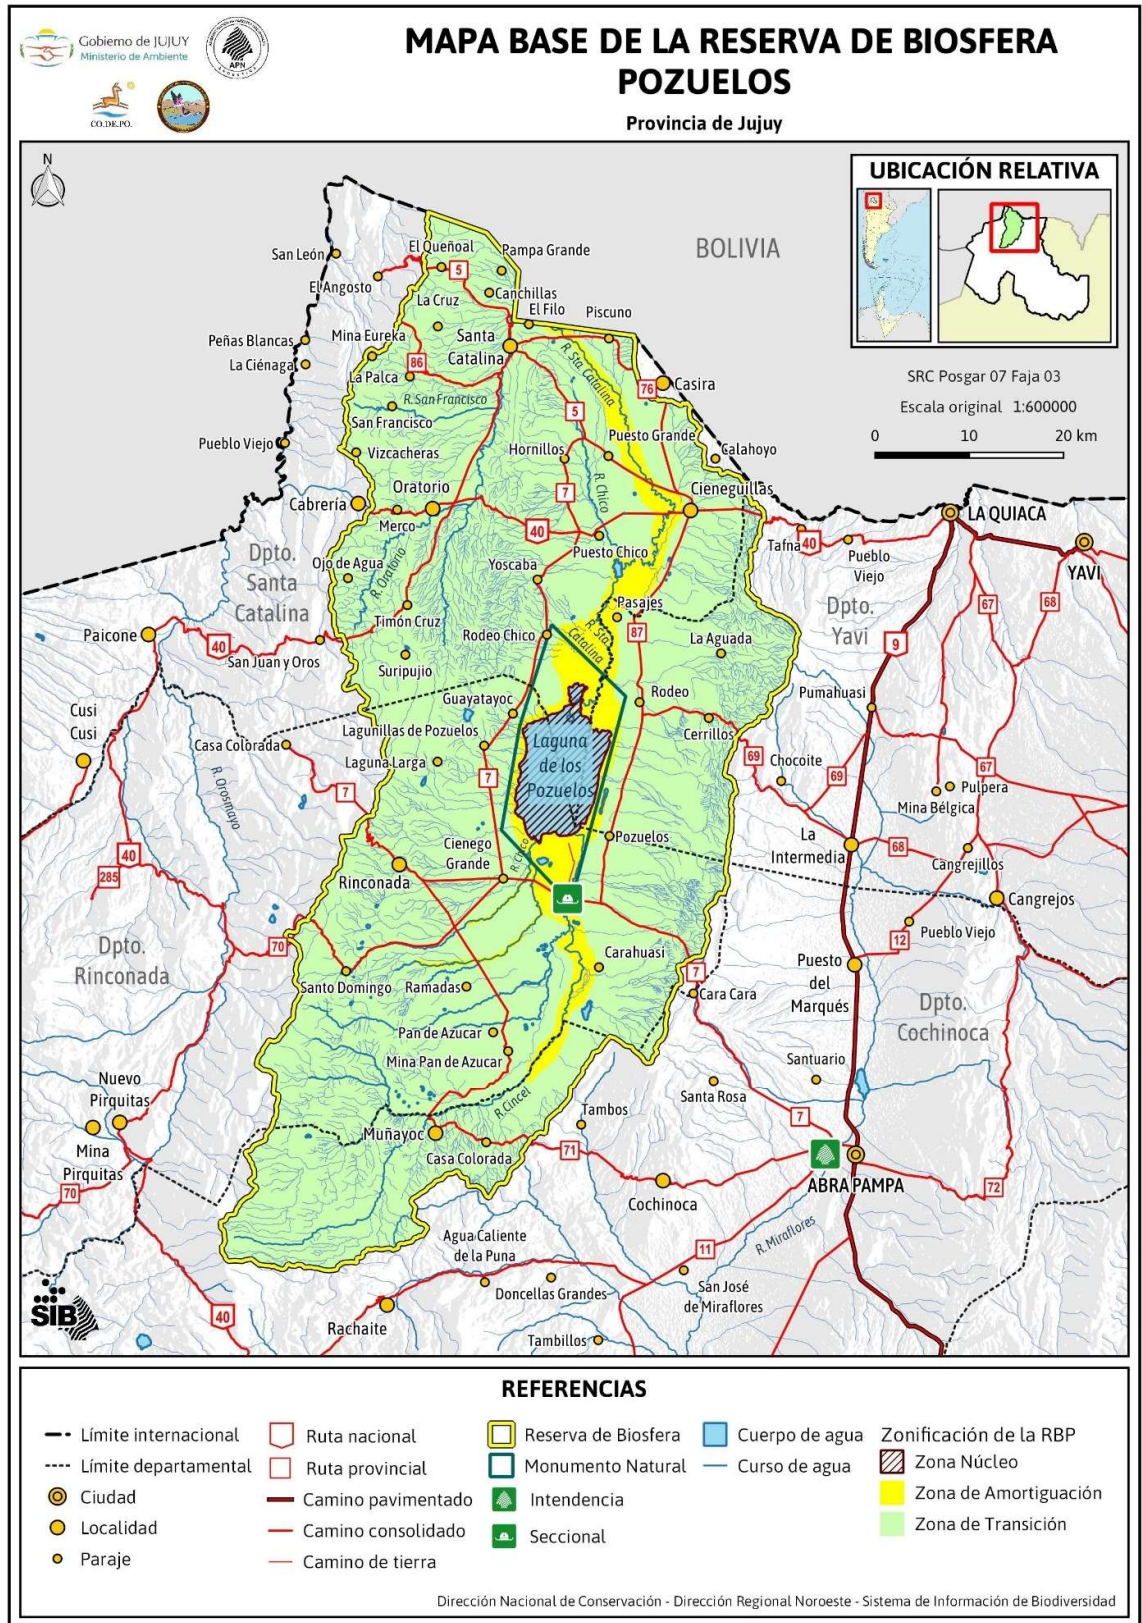 Gobierno de JUJUY
Ministerio de Ambiente
APN
ARGENTINA
CO.DE.PO.
MAPA BASE DE LA RESERVA DE BIOSFERA
POZUELOS
Provincia de Jujuy
N
UBICACIÓN RELATIVA
BOLIVIA
SRC Posgar 07 Faja 03
Escala original 1:600000
0 10 20 km
San León
El Queñoal
Pampa Grande
El Angosto
5
La Cruz
Canchillas
El Filo
Piscuno
Peñas Blancas
Mina Eureka
Santa
Catalina
La Ciénaga
86
La Palca
R. Sta Catalina
76
Casira
R. San Francisco
San Francisco
5
Pueblo Viejo
Vizcacheras
Hornillos
Puesto Grande
Calahoyo
Cabrería
Oratorio
7
R. Chico
Cieneguillas
Merco
40
LA QUIACA
Dpto.
Santa
Catalina
Ojo de Agua
R. Oratorio
Puesto Chico
Tafna
40
Pueblo
Viejo
YAVI
Yoscaba
Paicone
40
Timón Cruz
Pasajes
Dpto.
Yavi
67
68
San Juan y Oros
Rodeo Chico
R. Sta
Catalina
87
La Aguada
9
Suripujio
Cusi
Cusi
Guayatayoc
Rodeo
Pumahuasi
Casa Colorada
Lagunillas de Pozuelos
Laguna
de los
Pozuelos
Cerrillos
R. Orosmayo
Laguna Larga
69
Chocoite
69
67
7
7
Mina Bélgica
Pulpera
40
285
Cienego
Grande
R. Chico
Pozuelos
La
Intermedia
68
Cangrejillos
Rinconada
Cangrejos
Dpto.
Rinconada
70
Pueblo Viejo
12
Santo Domingo
Ramadas
Carahuasi
7
Cara Cara
Puesto
del
Marqués
Dpto.
Cochinoca
Pan de Azucar
Mina Pan de Azucar
Santuario
Nuevo
Pirquitas
R. Cincel
Santa Rosa
Tambos
7
Mina
Pirquitas
Muñayoc
Casa Colorada
71
70
ABRA PAMPA
72
Cochinoca
Agua Caliente
de la Puna
11
R. Miraflores
Doncellas Grandes
San José
de Miraflores
SIB
40
Rachaite
Tambillos
REFERENCIAS
Límite internacional
Límite departamental
Ciudad
Localidad
Paraje
Ruta nacional
Ruta provincial
Camino pavimentado
Camino consolidado
Camino de tierra
Reserva de Biosfera
Monumento Natural
Intendencia
Seccional
Cuerpo de agua
Curso de agua
Zonificación de la RBP
Zona Núcleo
Zona de Amortiguación
Zona de Transición
Dirección Nacional de Conservación - Dirección Regional Noroeste - Sistema de Información de Biodiversidad